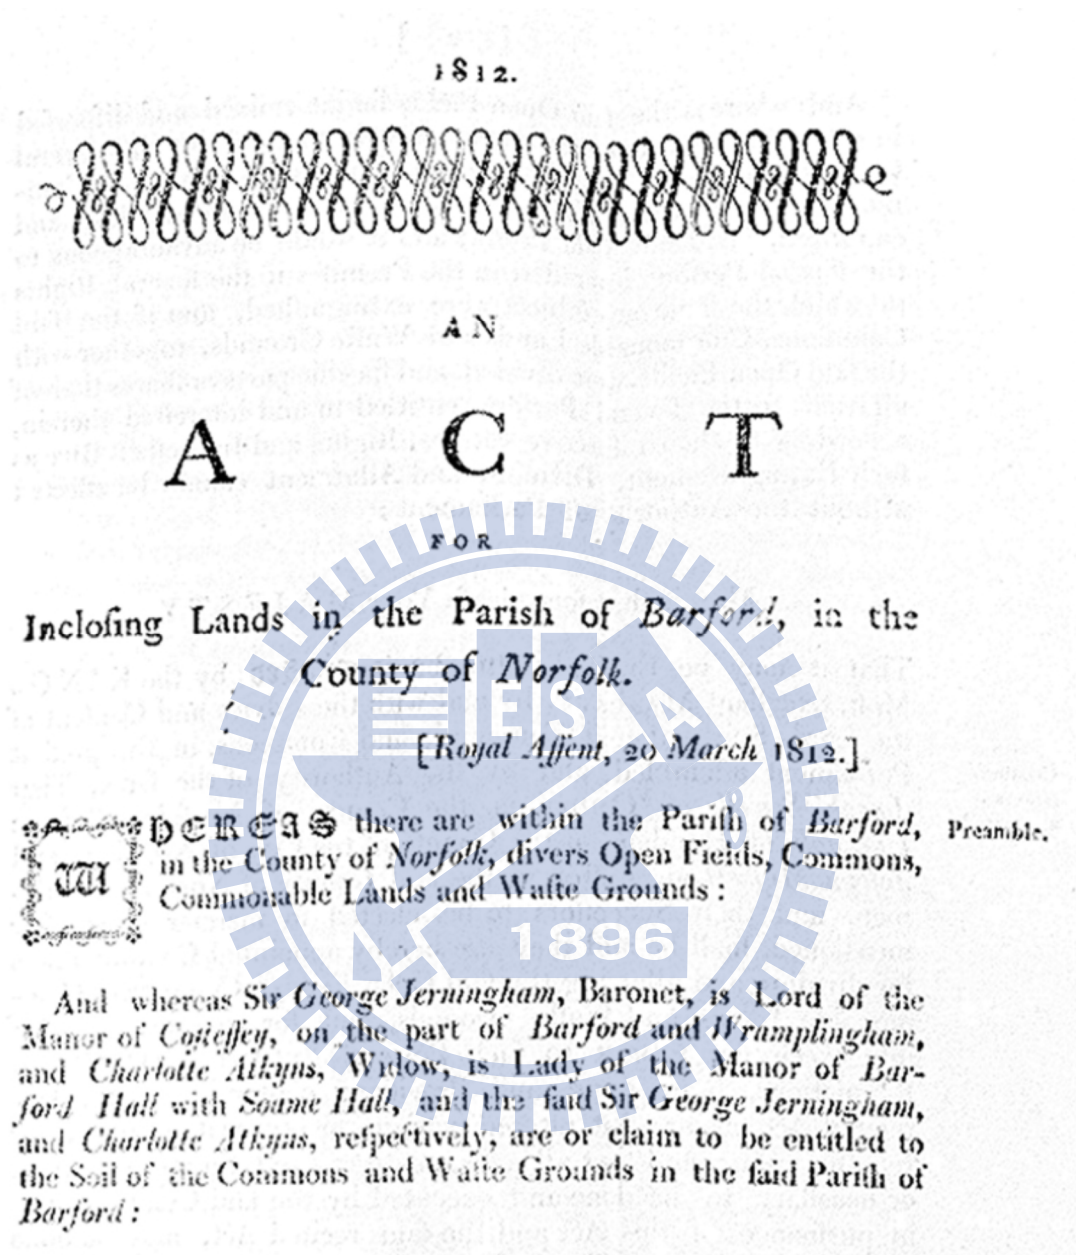 1812.
AN
A C T
FOR
Incloſing Lands in the Parish of Barford, in the
County of Norfolk.
[Royal Aſſent, 20 March 1812.]
WHEREAS there are within the Pariſh of Barford,
Preamble.
in the County of Norfolk, divers Open Fields, Commons,
Commonable Lands and Waſte Grounds :
And whereas Sir George Jerningham, Baronet, is Lord of the
Manor of Coſteſſey, on the part of Barford and Wramplingham,
and Charlotte Atkyns, Widow, is Lady of the Manor of Bar-
ford Hall with Soame Hall, and the ſaid Sir George Jerningham,
and Charlotte Atkyns, reſpectively, are or claim to be entitled to
the Soil of the Commons and Waſte Grounds in the ſaid Pariſh of
Barford :
IES
1896